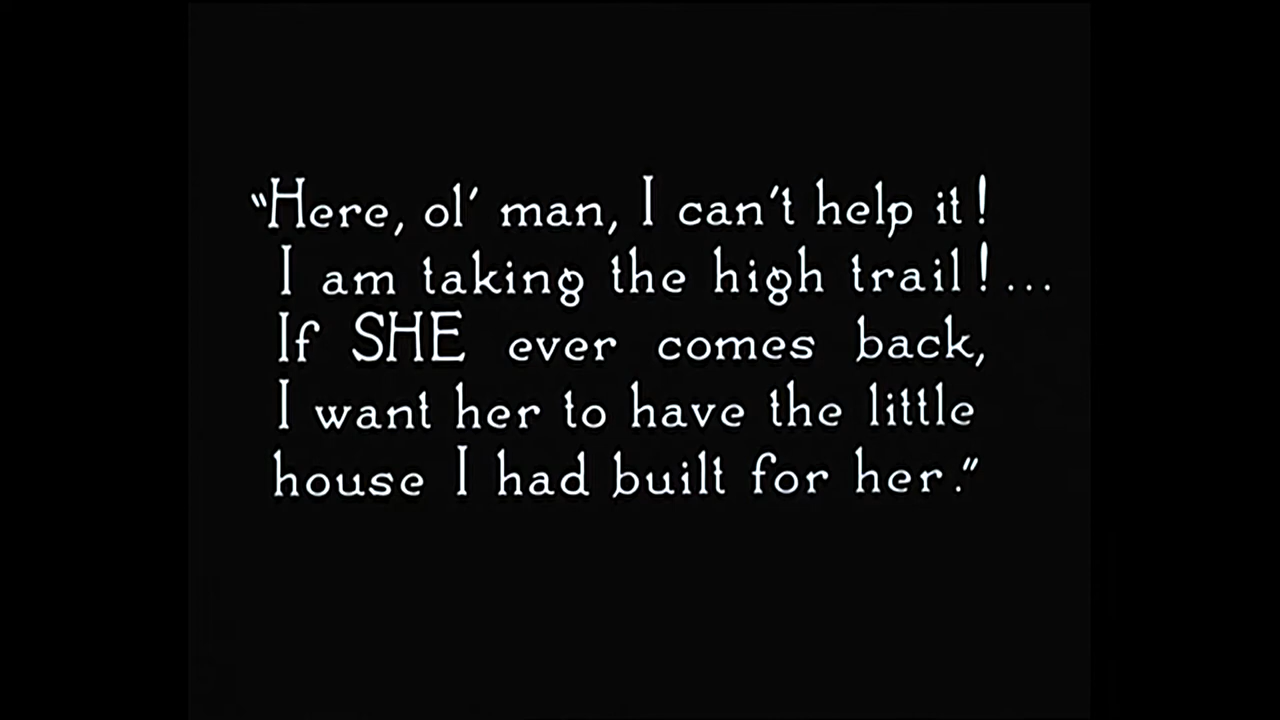 “Here, ol’ man, I can’t help it!
I am taking the high trail!...
If SHE ever comes back,
I want her to have the little
house I had built for her.”